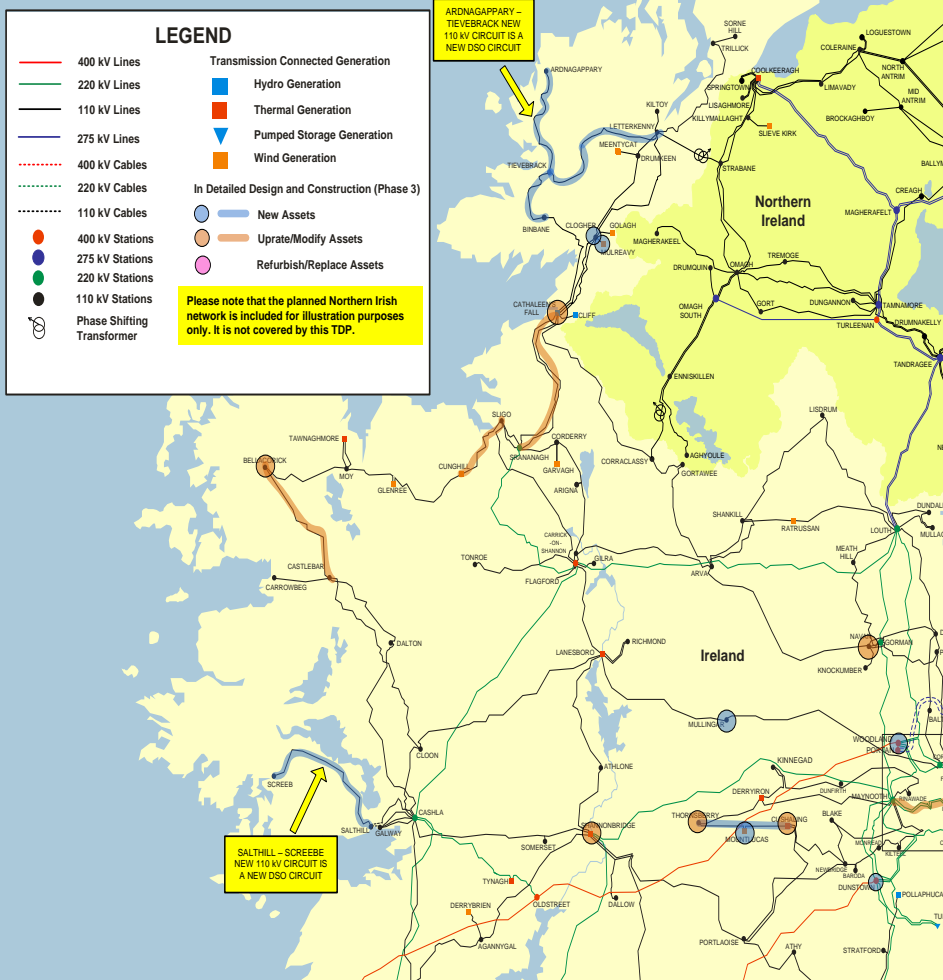 LEGEND
400 kV Lines
220 kV Lines
110 kV Lines
275 kV Lines
400 kV Cables
220 kV Cables
110 kV Cables
400 kV Stations
275 kV Stations
220 kV Stations
110 kV Stations
Phase Shifting
Transformer
Transmission Connected Generation
Hydro Generation
Thermal Generation
Pumped Storage Generation
Wind Generation
In Detailed Design and Construction (Phase 3)
New Assets
Uprate/Modify Assets
Refurbish/Replace Assets
Please note that the planned Northern Irish
network is included for illustration purposes
only. It is not covered by this TDP.
ARDNAGAPPARY –
TIEVEBRACK NEW
110 kV CIRCUIT IS A
NEW DSO CIRCUIT
SORNE
HILL
TRILLICK
LOGUESTOWN
COLERAINE
NORTH
ANTRIM
ARDNAGAPPARY
COOLKEERAGH
SPRINGTOWN
LIMAVADY
MID
ANTRIM
LISAGHMORE
KILTOY
BROCKAGHBOY
KILLYMALLAGHT
LETTERKENNY
SLIEVE KIRK
MEENTYCAT
DRUMKEEN
TIEVEBRACK
STRABANE
BALLYM
CREAGH
Northern
Ireland
MAGHERAFELT
BINBANE
CLOGHER
GOLAGH
MULREAVY
MAGHERAKEEL
TREMOGE
DRUMQUIN
OMAGH
CATHALEEN'S
FALL
CLIFF
OMAGH
SOUTH
GORT
DUNGANNON
TAMNAMORE
TURLEENAN
DRUMNAKELLY
TANDRAGEE
ENNISKILLEN
LISDRUM
SLIGO
TAWNAGHMORE
CORDERRY
SRANANAGH
BELLACORICK
CUNGHILL
GARVAGH
CORRACLASSY
AGHYOULE
GORTAWEE
MOY
GLENREE
ARIGNA
NE
SHANKILL
RATRUSSAN
DUNDAL
LOUTH
MULLAG
CARRICK
-ON-
SHANNON
GILRA
TONROE
FLAGFORD
ARVA
MEATH
HILL
CASTLEBAR
CARROWBEG
DALTON
RICHMOND
LANESBORO
Ireland
NAVAN
GORMAN
KNOCKUMBER
MULLINGAR
BALT
WOODLAND
PORTAN
CLOON
SCREEB
ATHLONE
KINNEGAD
DERRYIRON
DUNFIRTH
MAYNOOTH
RINAWADE
CASHLA
SALTHILL
GALWAY
SHANNONBRIDGE
THORNSBERRY
CUSHALING
MOUNTLUCAS
BLAKE
SOMERSET
MONREAD
KILTEEL
NEWBRIDGE
BARODA
DUNSTOWN
POLLAPHUCA
SALTHILL – SCREEBE
NEW 110 kV CIRCUIT IS
A NEW DSO CIRCUIT
TYNAGH
OLDSTREET
DALLOW
DERRYBRIEN
AGANNYGAL
PORTLAOISE
ATHY
STRATFORD
TU